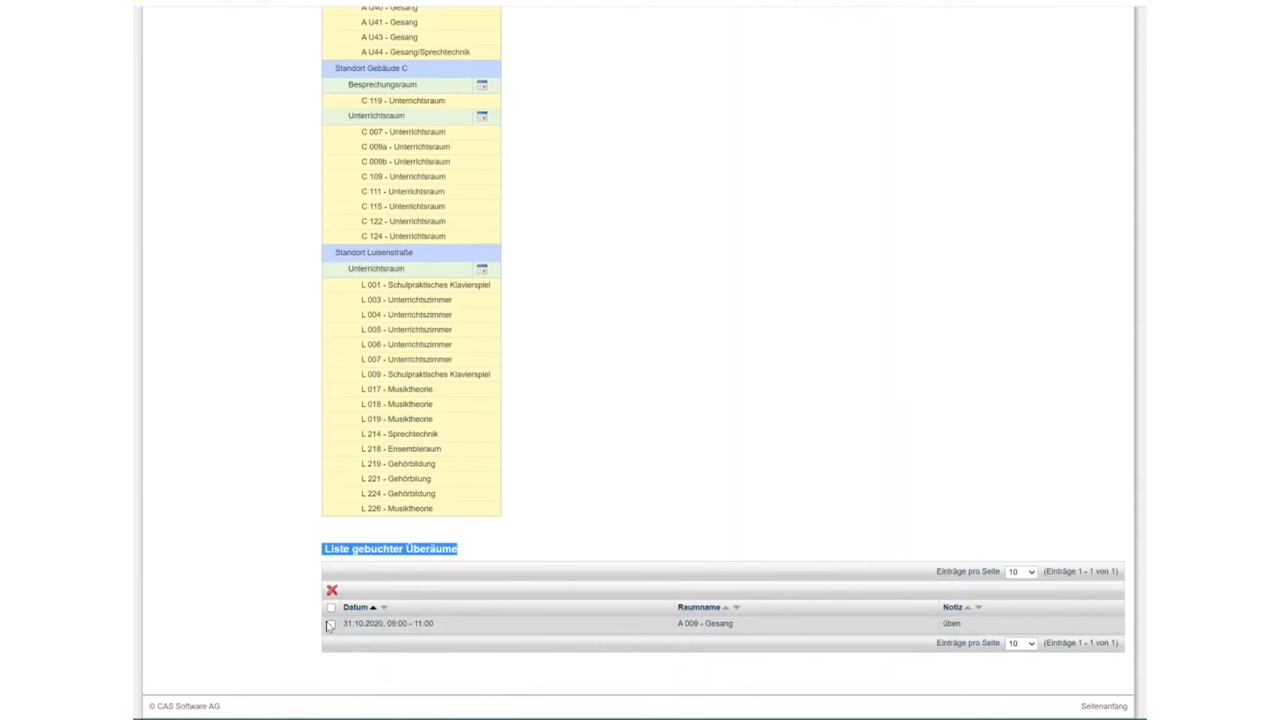 A U40 - Gesang
A U41 - Gesang
A U43 - Gesang
A U44 - Gesang/Sprechtechnik
Standort Gebäude C
Besprechungsraum
C 119 - Unterrichtsraum
Unterrichtsraum
C 007 - Unterrichtsraum
C 009a - Unterrichtsraum
C 009b - Unterrichtsraum
C 109 - Unterrichtsraum
C 111 - Unterrichtsraum
C 115 - Unterrichtsraum
C 122 - Unterrichtsraum
C 124 - Unterrichtsraum
Standort Luisenstraße
Unterrichtsraum
L 001 - Schulpraktisches Klavierspiel
L 003 - Unterrichtszimmer
L 004 - Unterrichtszimmer
L 005 - Unterrichtszimmer
L 006 - Unterrichtszimmer
L 007 - Unterrichtszimmer
L 009 - Schulpraktisches Klavierspiel
L 017 - Musiktheorie
L 018 - Musiktheorie
L 019 - Musiktheorie
L 214 - Sprechtechnik
L 218 - Ensembleraum
L 219 - Gehörbildung
L 221 - Gehörbilung
L 224 - Gehörbildung
L 226 - Musiktheorie
Liste gebuchter Überäume
Einträge pro Seite 10 (Einträge 1 - 1 von 1)
Datum Raumname Notiz
31.10.2020, 09:00 - 11:00 A 009 - Gesang üben
Einträge pro Seite 10 (Einträge 1 - 1 von 1)
© CAS Software AG Seitenanfang